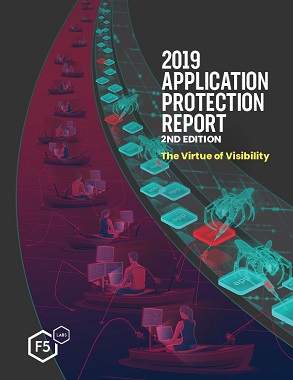 2019
APPLICATION
PROTECTION
REPORT
2ND EDITION
The Virtue of Visibility
F5
LABS